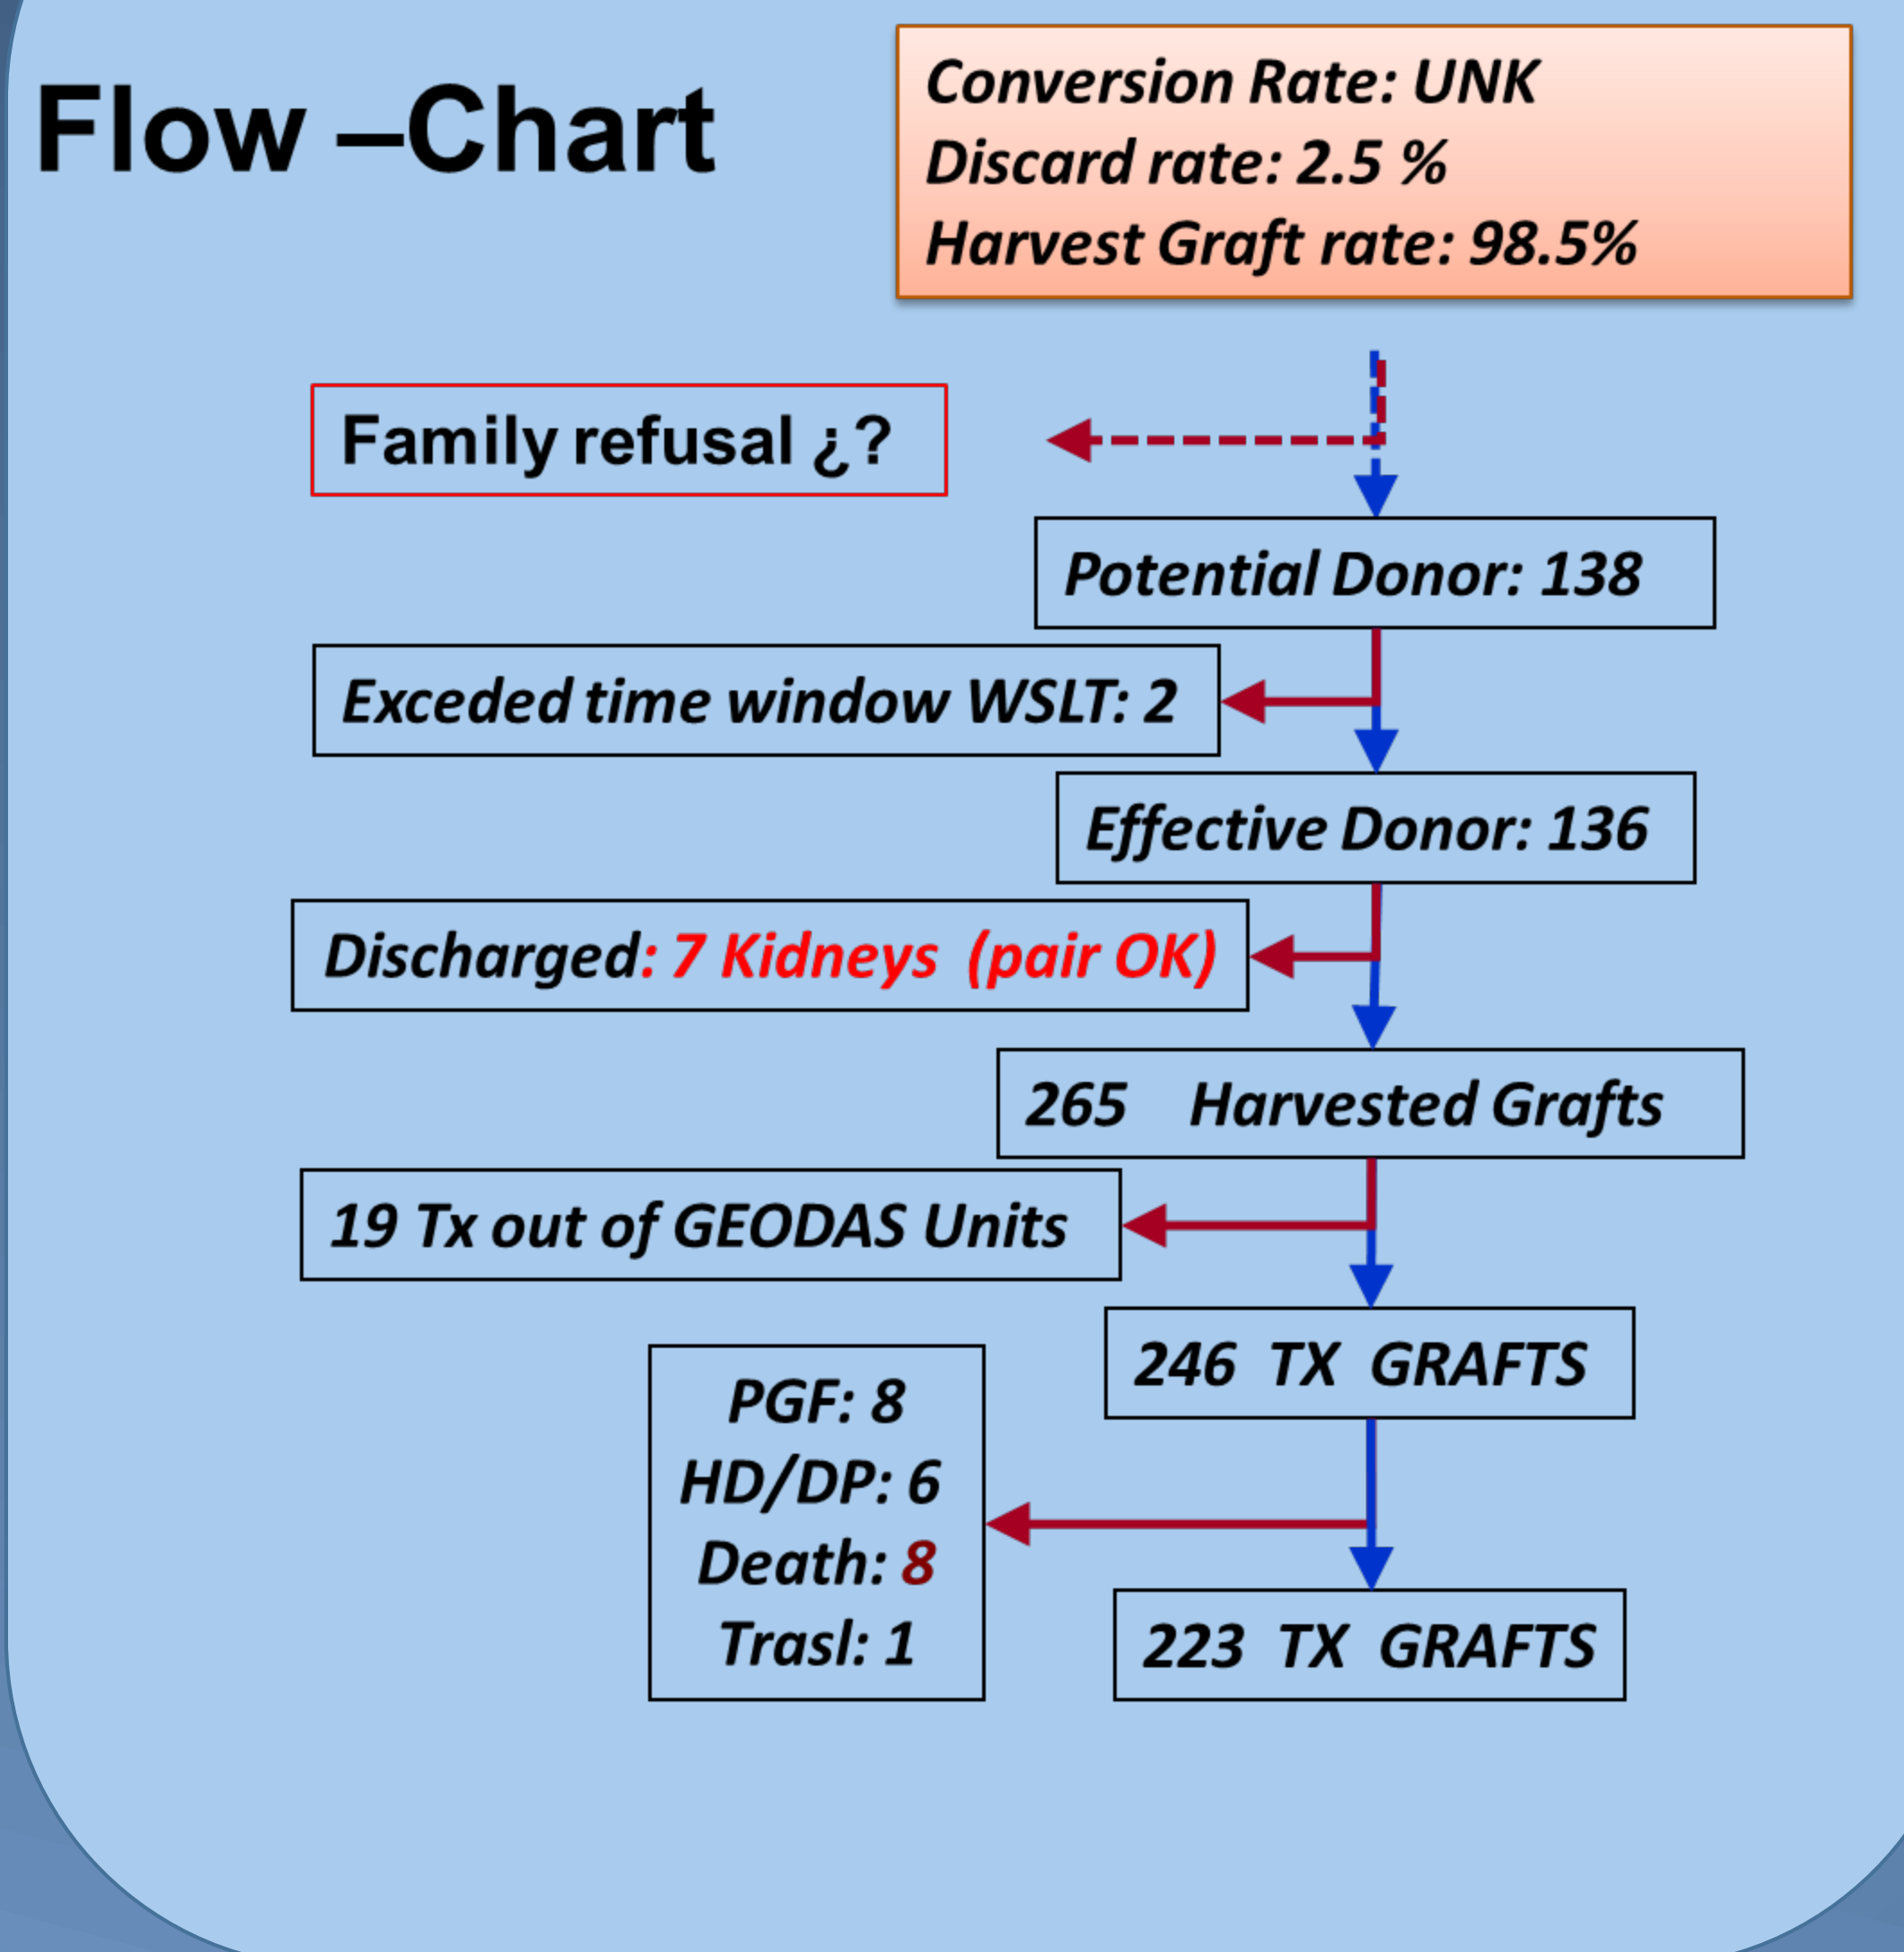 Flow –Chart
Conversion Rate: UNK
Discard rate: 2.5 %
Harvest Graft rate: 98.5%
Family refusal ¿?
Potential Donor: 138
Exceded time window WSLT: 2
Effective Donor: 136
Discharged: 7 Kidneys (pair OK)
265 Harvested Grafts
19 Tx out of GEODAS Units
246 TX GRAFTS
PGF: 8
HD/DP: 6
Death: 8
Trasl: 1
223 TX GRAFTS